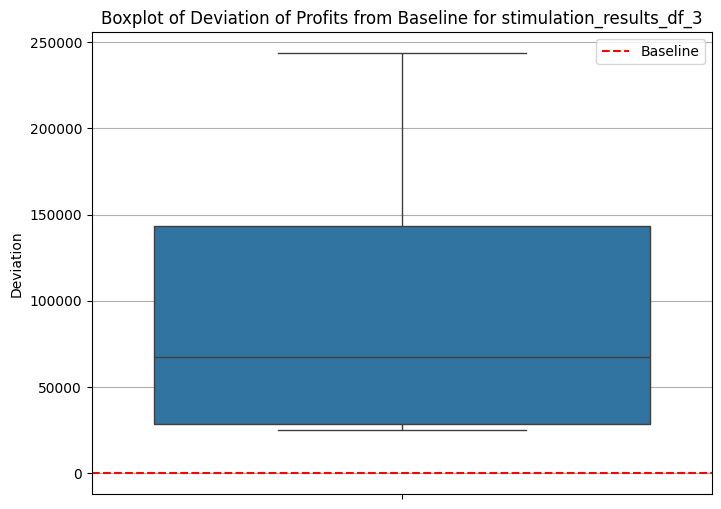 Boxplot of Deviation of Profits from Baseline for stimulation_results_df_3
Baseline
Deviation
250000
200000
150000
100000
50000
0